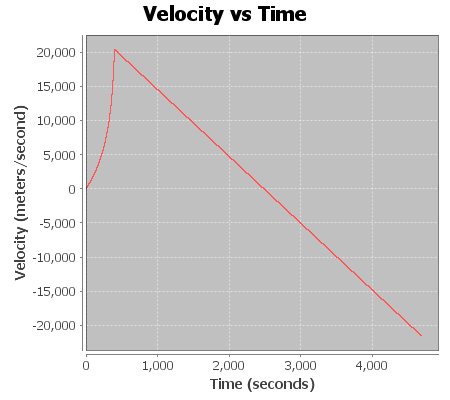 Velocity vs Time
Velocity (meters/second)
20,000
15,000
10,000
5,000
0
-5,000
-10,000
-15,000
-20,000
0 1,000 2,000 3,000 4,000
Time (seconds)